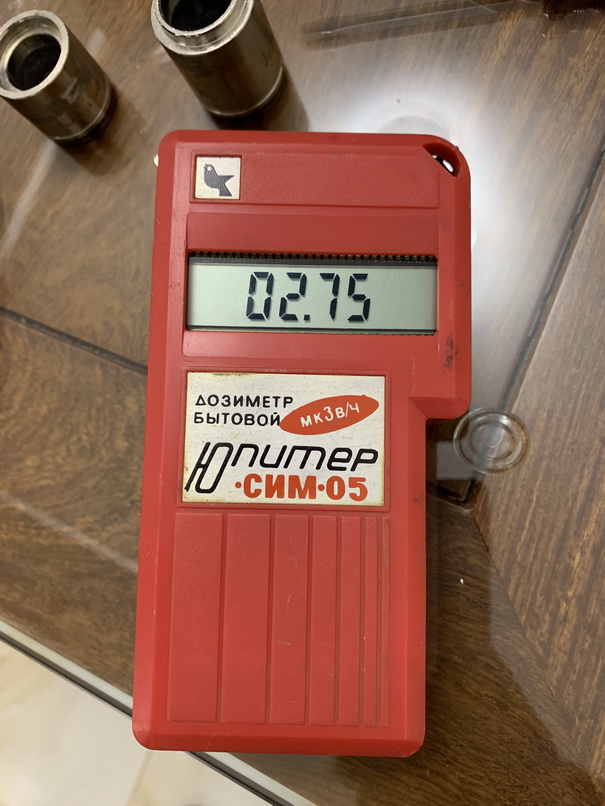 02.75
ДОЗИМЕТР
БЫТОВОЙ
мкЗв/ч
Юпитер
·СИМ·05